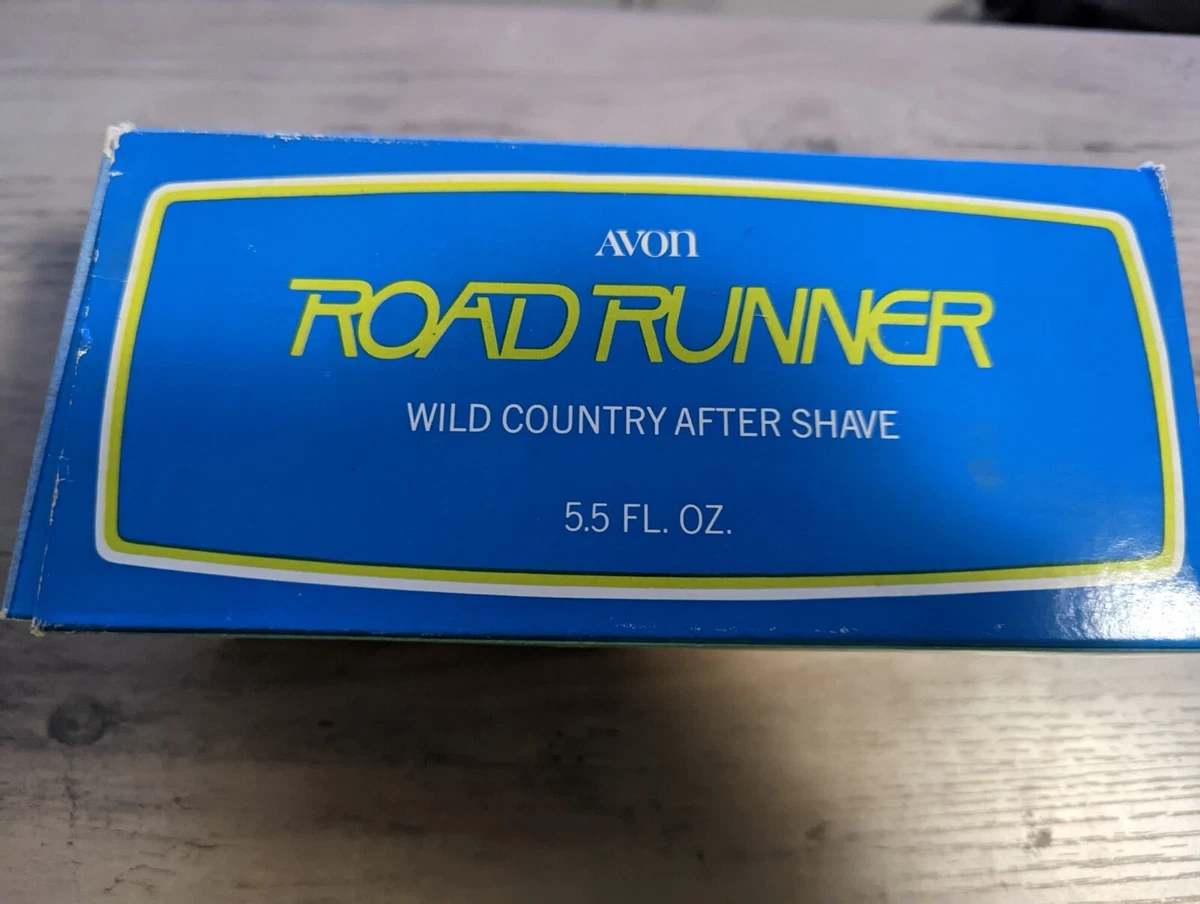 AVON
ROAD RUNNER
WILD COUNTRY AFTER SHAVE
5.5 FL. OZ.